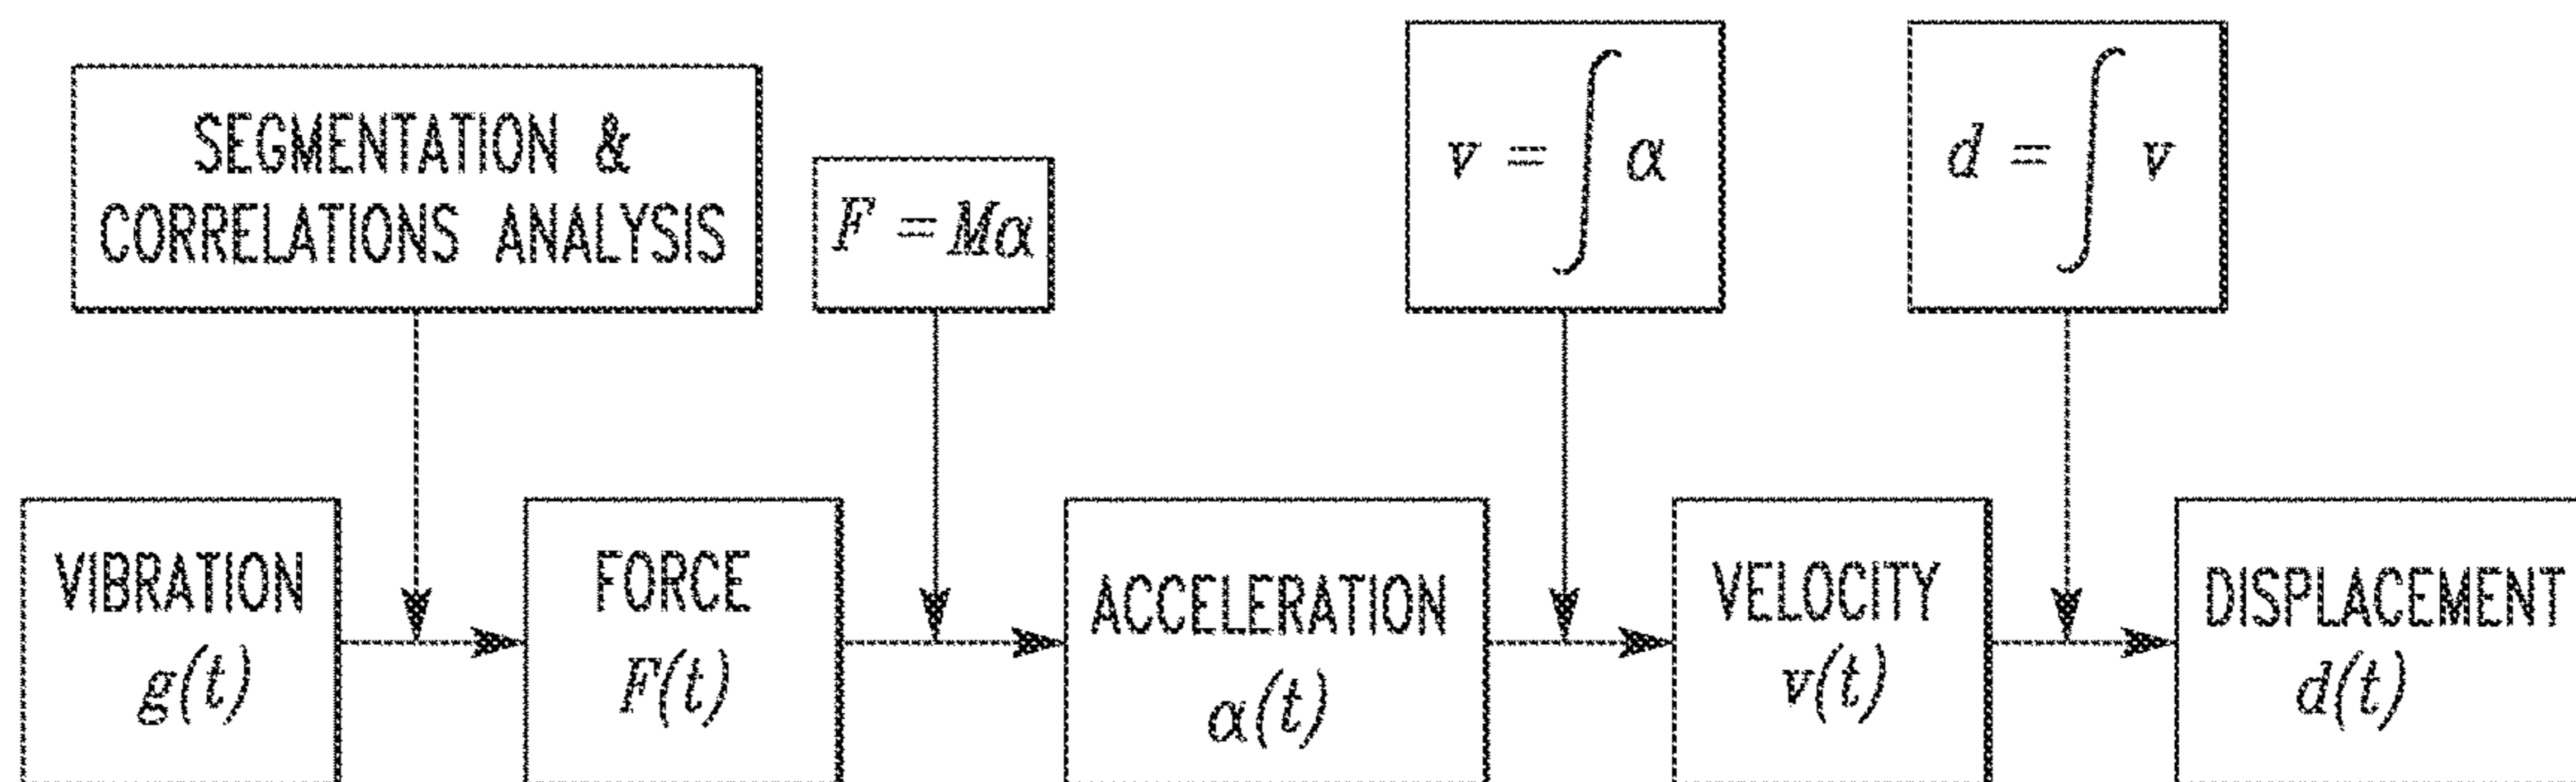 SEGMENTATION &
CORRELATIONS ANALYSIS
F = Mα
v = ∫ α
d = ∫ v
VIBRATION
g(t)
FORCE
F(t)
ACCELERATION
α(t)
VELOCITY
v(t)
DISPLACEMENT
d(t)